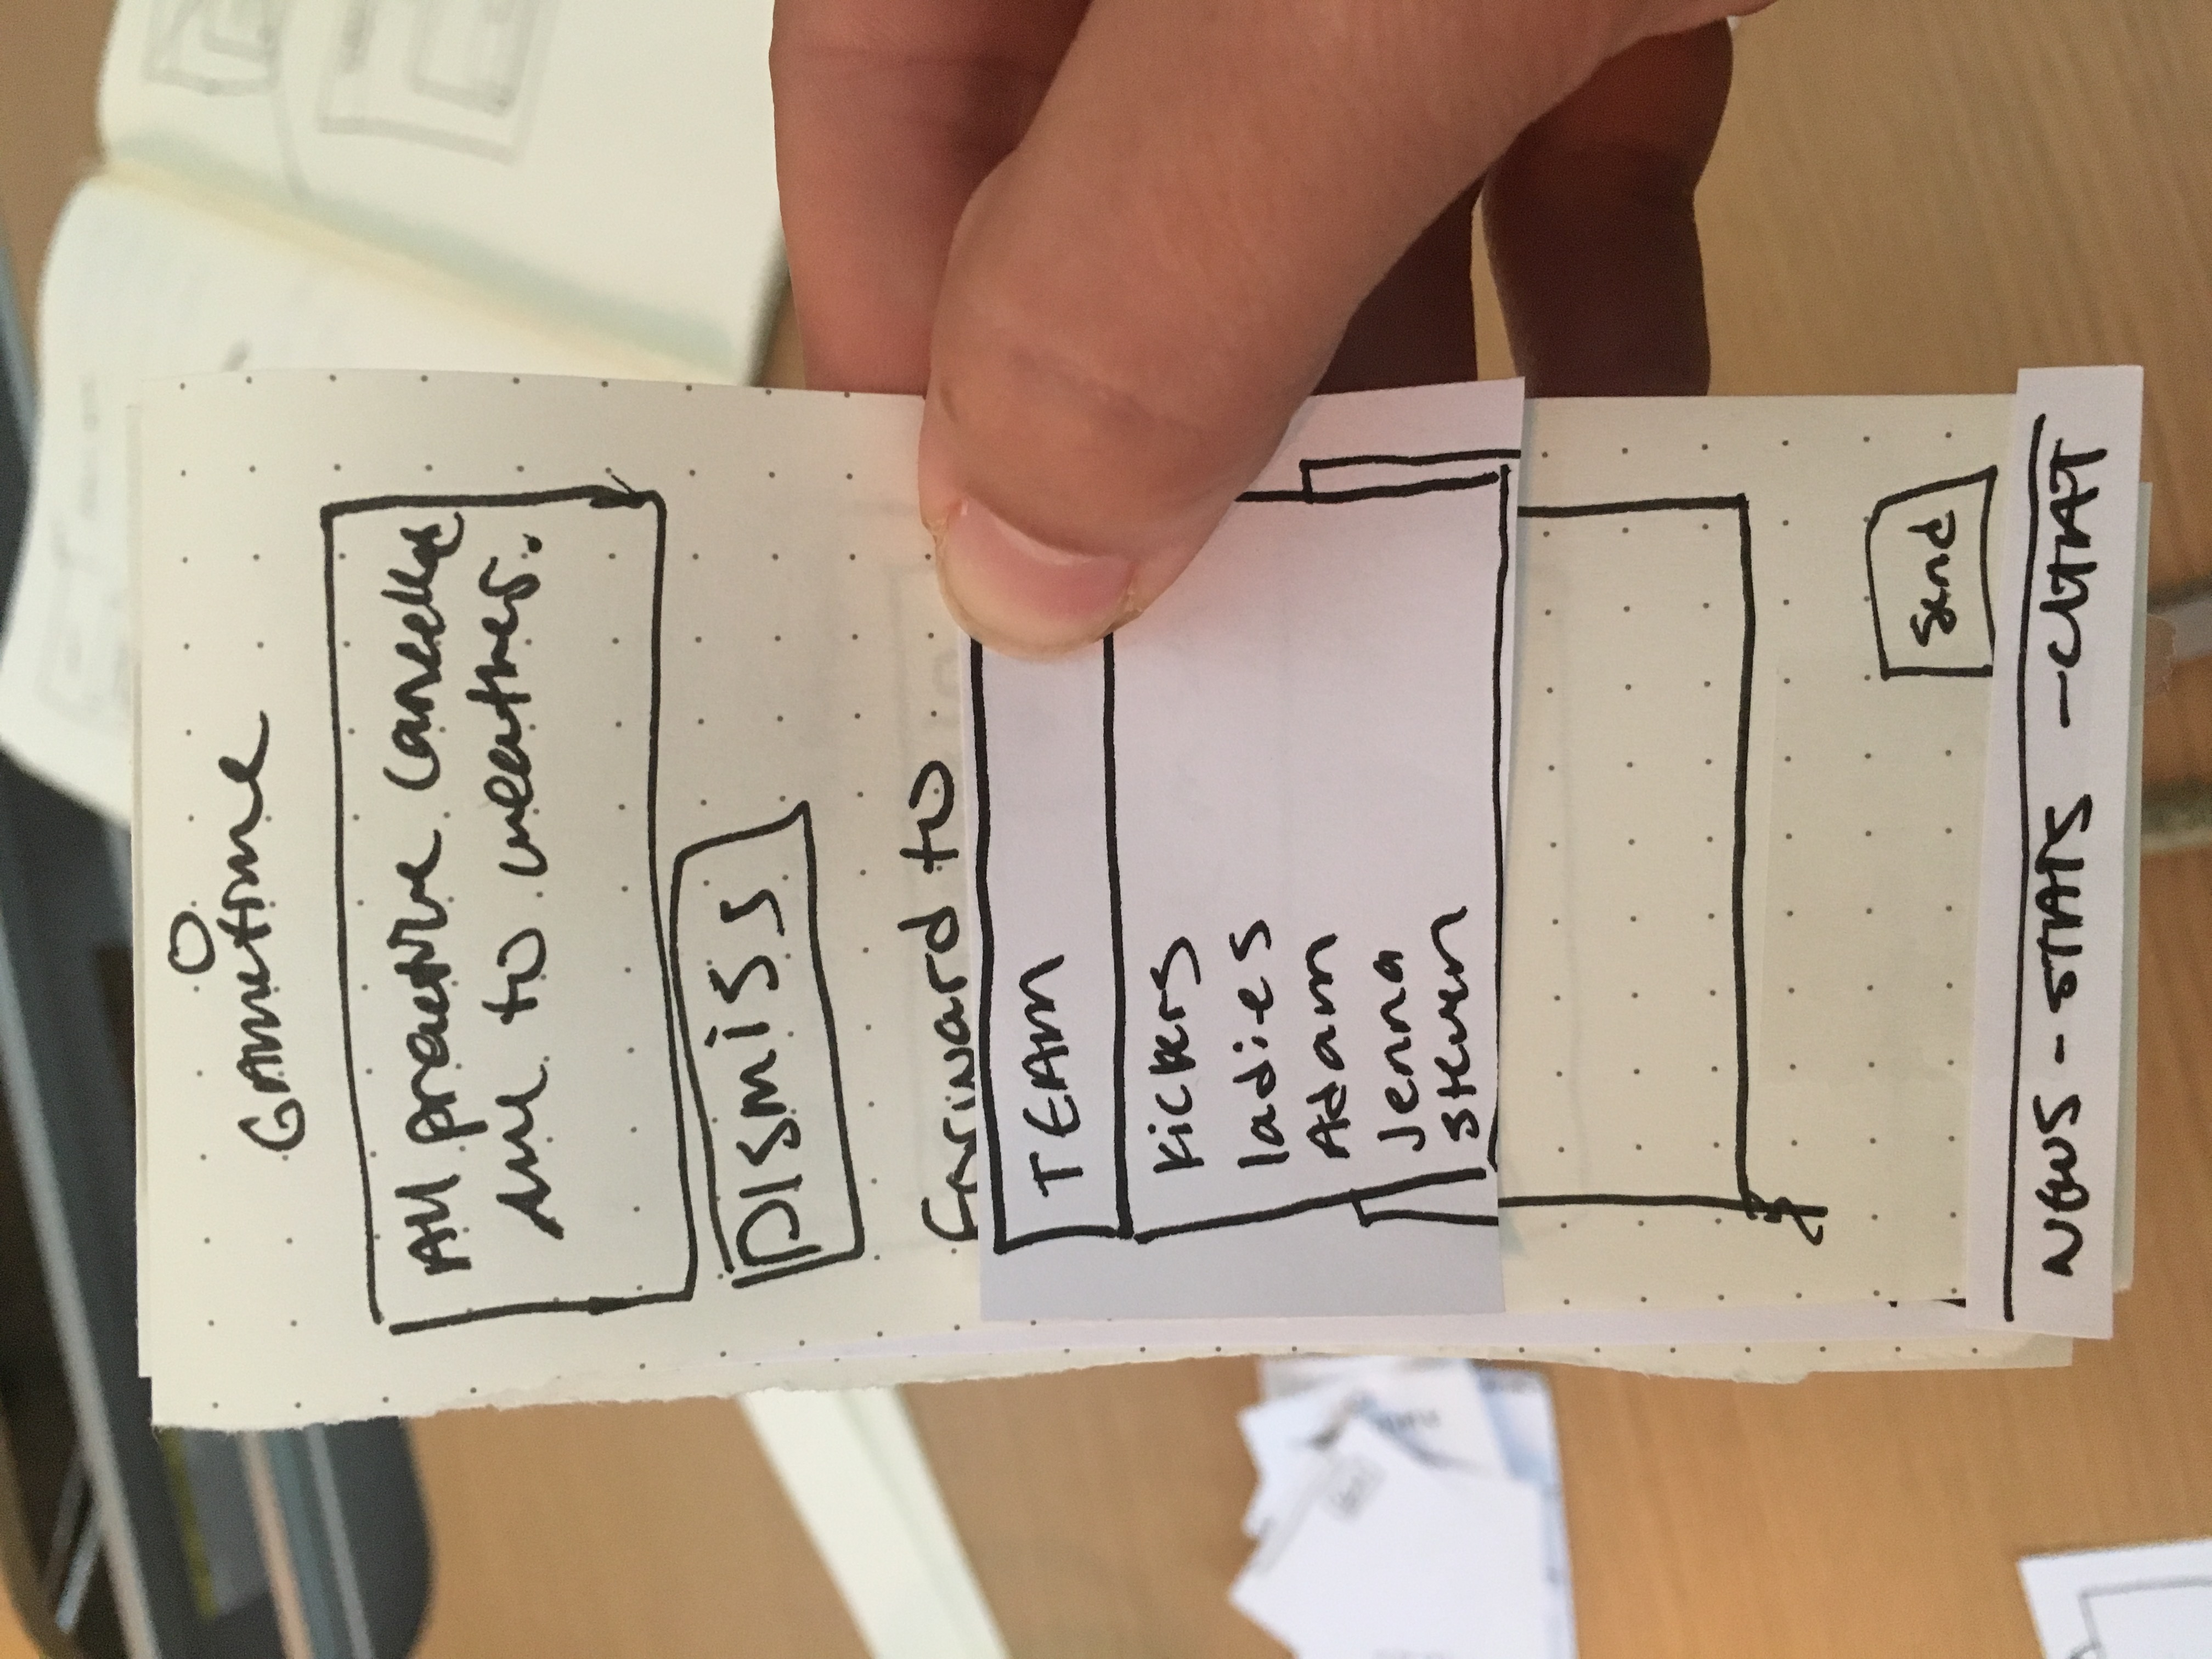 Gametime
All practice cancelled
due to weather.
Dismiss
Forward to
TEAM
kickers
ladies
Adam
Jenna
Steven
Send
NEWS - STATS - CHAT